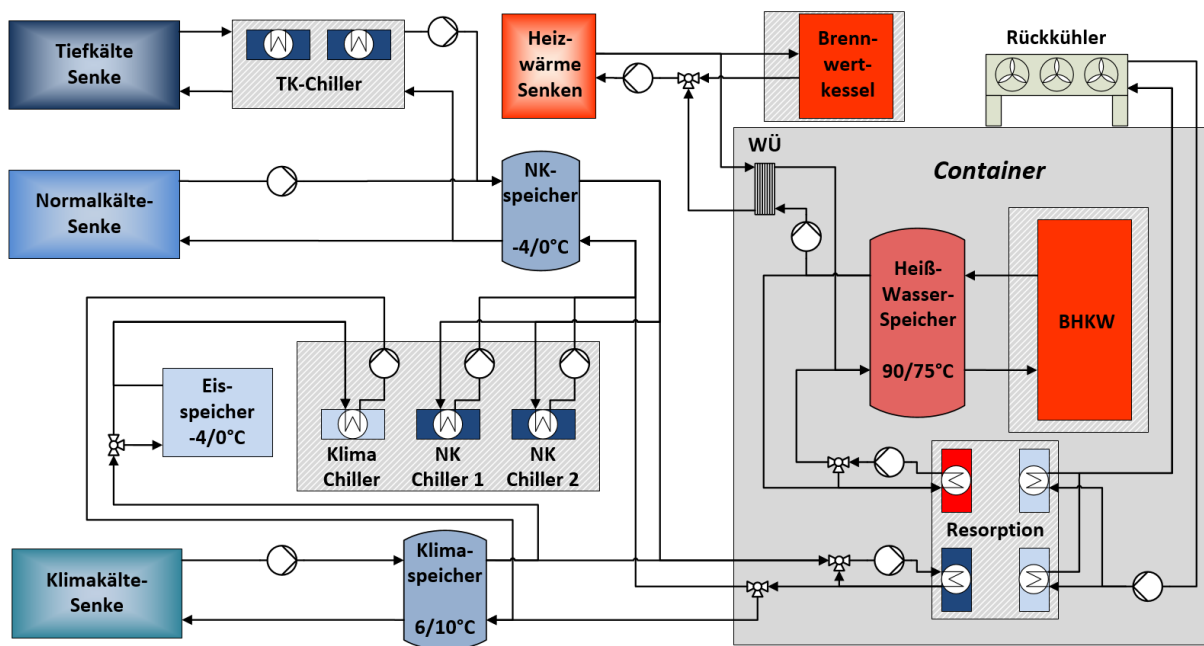 Tiefkälte
Senke
TK-Chiller
Heiz-
wärme
Senken
Brenn-
wert-
kessel
Rückkühler
WÜ
Container
Normalkälte-
Senke
NK-
speicher
-4/0°C
Heiß-
Wasser-
Speicher
90/75°C
BHKW
Eis-
speicher
-4/0°C
Klima
Chiller
NK
Chiller 1
NK
Chiller 2
Resorption
Klimakälte-
Senke
Klima-
speicher
6/10°C